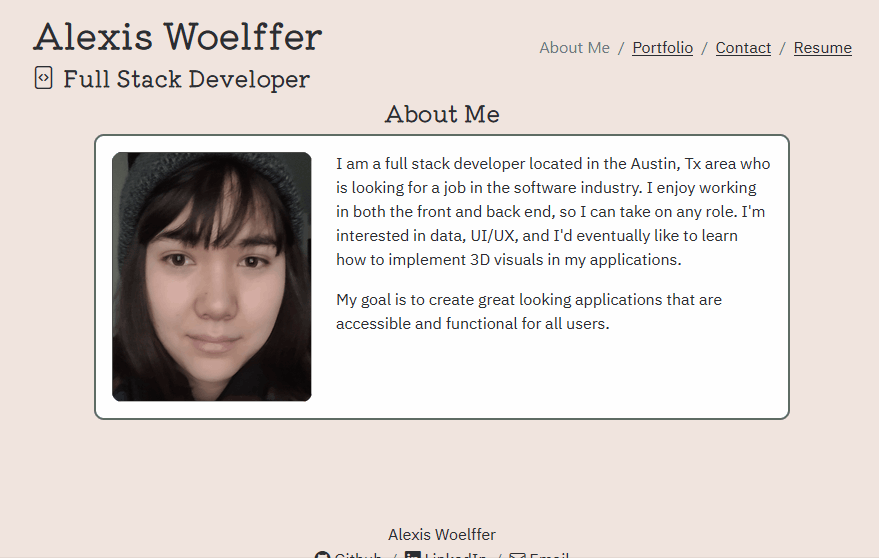 Alexis Woelffer
Full Stack Developer
About Me / Portfolio / Contact / Resume
About Me
I am a full stack developer located in the Austin, Tx area who
is looking for a job in the software industry. I enjoy working
in both the front and back end, so I can take on any role. I'm
interested in data, UI/UX, and I'd eventually like to learn
how to implement 3D visuals in my applications.
My goal is to create great looking applications that are
accessible and functional for all users.
Alexis Woelffer
Github / LinkedIn / Email